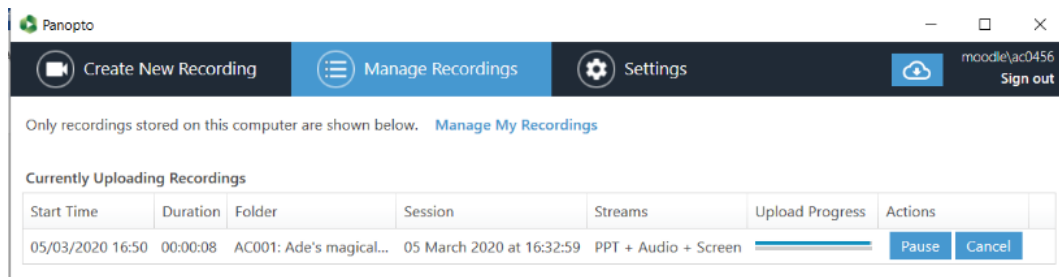 Panopto
Create New Recording Manage Recordings Settings moodle\ac0456
Sign out
Only recordings stored on this computer are shown below. Manage My Recordings
Currently Uploading Recordings
Start Time Duration Folder Session Streams Upload Progress Actions
05/03/2020 16:50 00:00:08 AC001: Ade's magical... 05 March 2020 at 16:32:59 PPT + Audio + Screen Pause Cancel